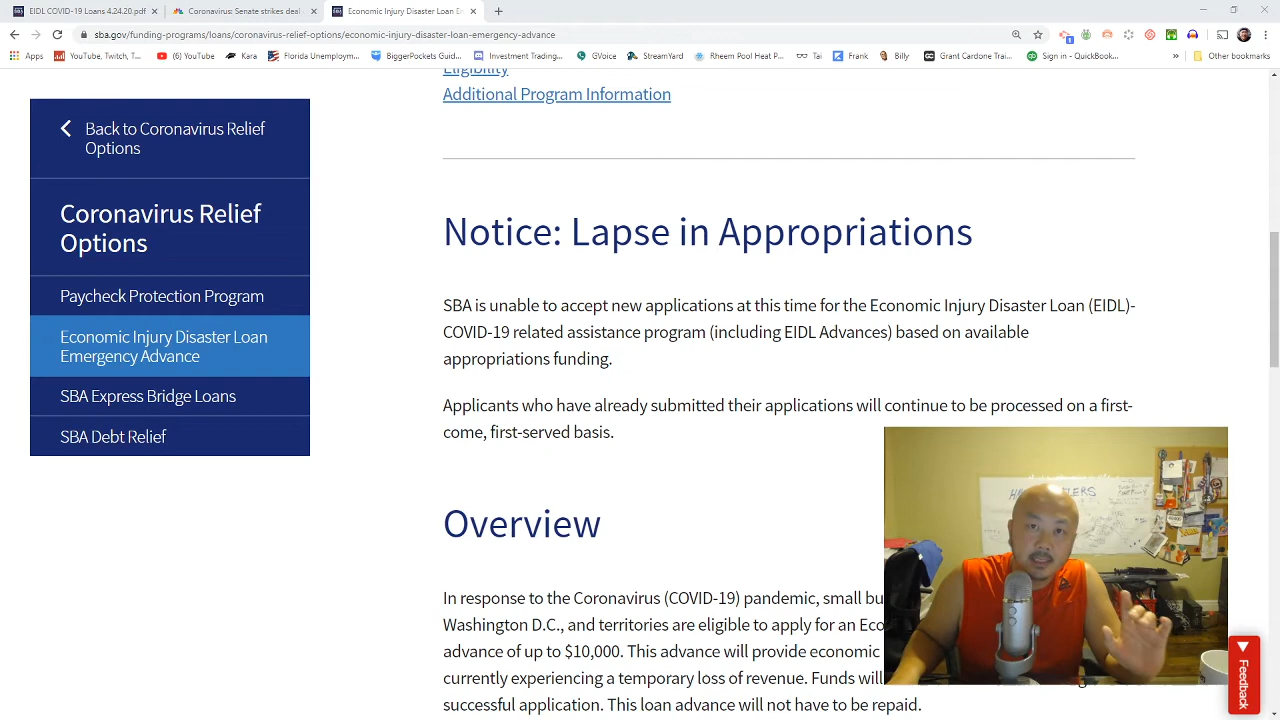 EIDL COVID-19 Loans 4.24.20.pdf
Coronavirus: Senate strikes deal
Economic Injury Disaster Loan Em
sba.gov/funding-programs/loans/coronavirus-relief-options/economic-injury-disaster-loan-emergency-advance
Apps YouTube, Twitch, T... (6) YouTube Florida Unemploym... BiggerPockets Guid... Investment Tracking... GVoice StreamYard Rheem Pool Heat P... Tai Frank Billy Grant Cardone Trai... Sign in - QuickBook... » Other bookmarks
Eligibility
Additional Program Information
Back to Coronavirus Relief
Options
Coronavirus Relief
Options
Paycheck Protection Program
Economic Injury Disaster Loan
Emergency Advance
SBA Express Bridge Loans
SBA Debt Relief
Notice: Lapse in Appropriations
SBA is unable to accept new applications at this time for the Economic Injury Disaster Loan (EIDL)-
COVID-19 related assistance program (including EIDL Advances) based on available
appropriations funding.
Applicants who have already submitted their applications will continue to be processed on a first-
come, first-served basis.
Overview
In response to the Coronavirus (COVID-19) pandemic, small bu
Washington D.C., and territories are eligible to apply for an Eco
advance of up to $10,000. This advance will provide economic
currently experiencing a temporary loss of revenue. Funds will
successful application. This loan advance will not have to be repaid.
Feedback